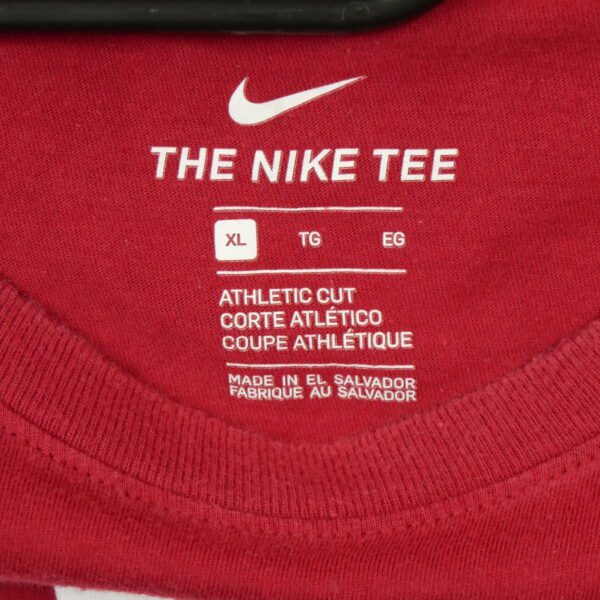 THE NIKE TEE
XL TG EG
ATHLETIC CUT
CORTE ATLÉTICO
COUPE ATHLÉTIQUE
MADE IN EL SALVADOR
FABRIQUE AU SALVADOR